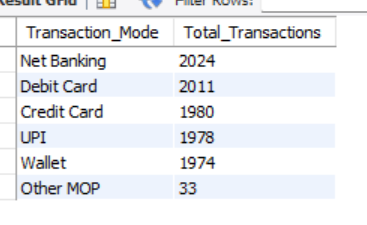 Result Grid Filter Rows:
Transaction_Mode Total_Transactions
Net Banking 2024
Debit Card 2011
Credit Card 1980
UPI 1978
Wallet 1974
Other MOP 33